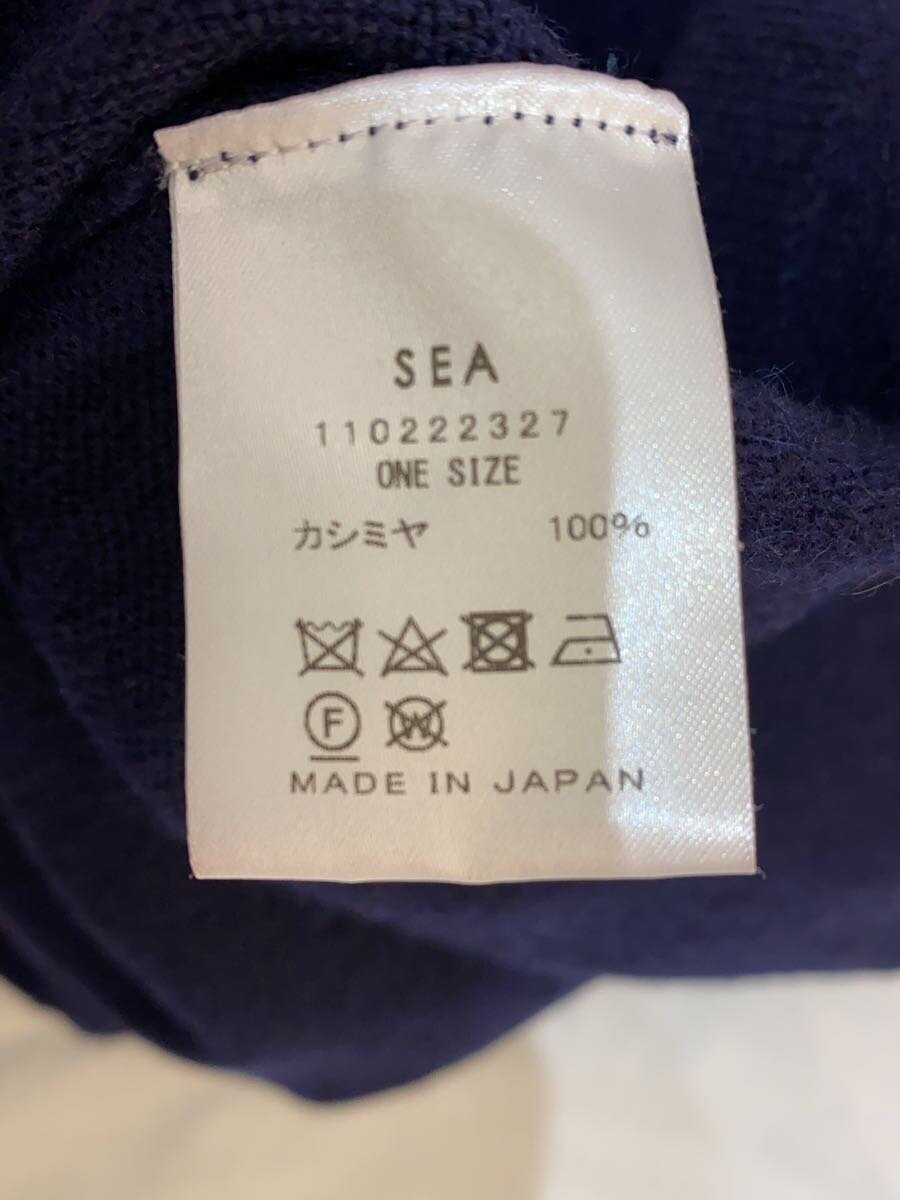 SEA
110222327
ONE SIZE
カシミヤ 100%
F W
MADE IN JAPAN